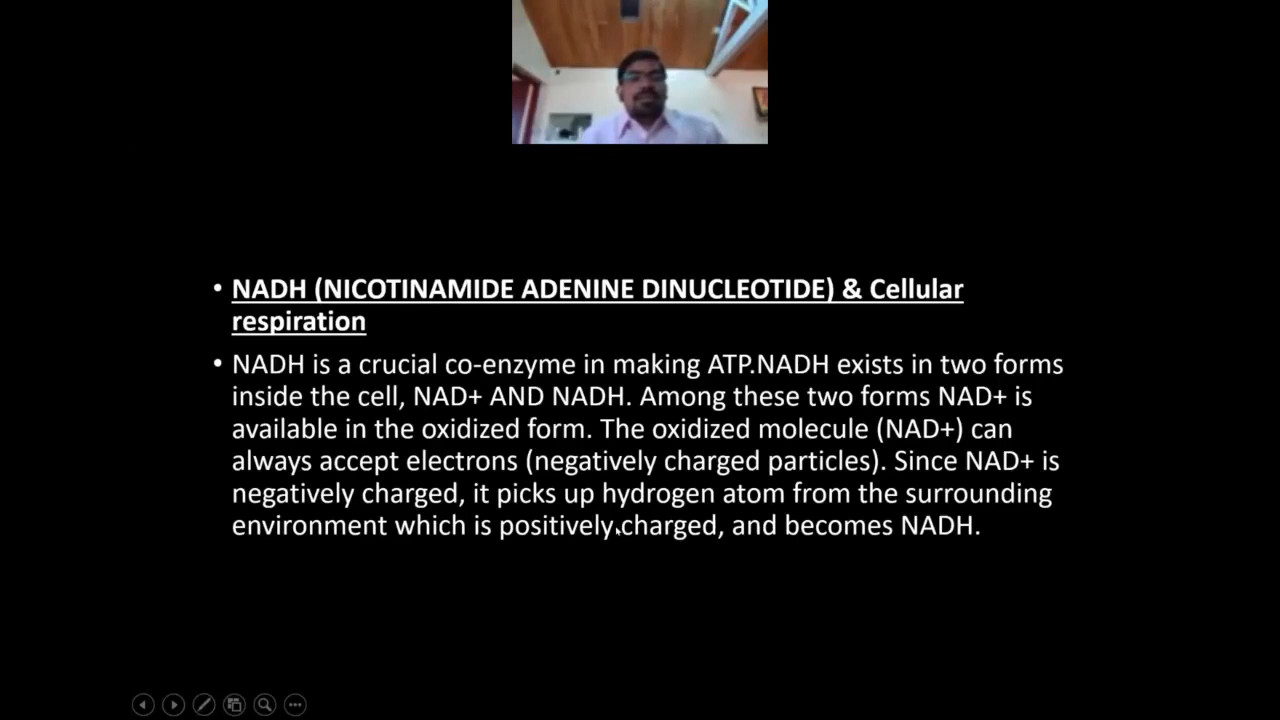 • NADH (NICOTINAMIDE ADENINE DINUCLEOTIDE) & Cellular
respiration
• NADH is a crucial co-enzyme in making ATP.NADH exists in two forms
inside the cell, NAD+ AND NADH. Among these two forms NAD+ is
available in the oxidized form. The oxidized molecule (NAD+) can
always accept electrons (negatively charged particles). Since NAD+ is
negatively charged, it picks up hydrogen atom from the surrounding
environment which is positively charged, and becomes NADH.